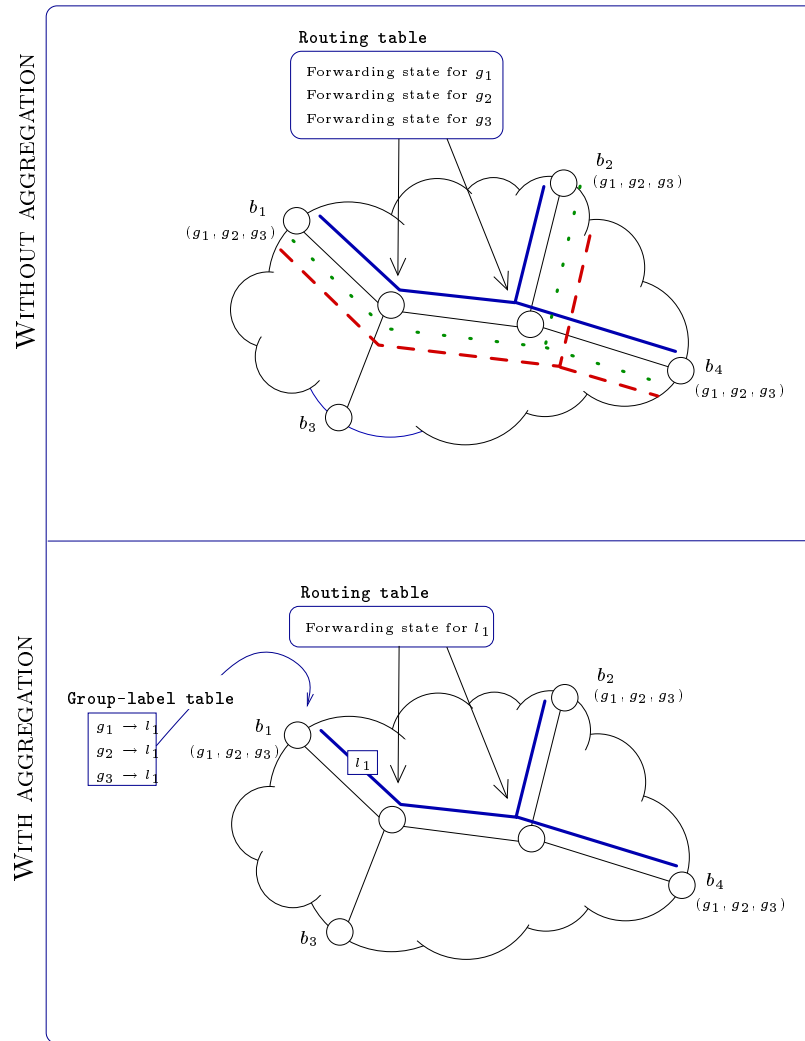 WITHOUT AGGREGATION
Routing table
Forwarding state for g₁
Forwarding state for g₂
Forwarding state for g₃
b₂
(g₁, g₂, g₃)
b₁
(g₁, g₂, g₃)
b₄
(g₁, g₂, g₃)
b₃
WITH AGGREGATION
Routing table
Forwarding state for l₁
Group-label table
g₁ → l₁
g₂ → l₁
g₃ → l₁
b₂
(g₁, g₂, g₃)
b₁
(g₁, g₂, g₃)
l₁
b₄
(g₁, g₂, g₃)
b₃